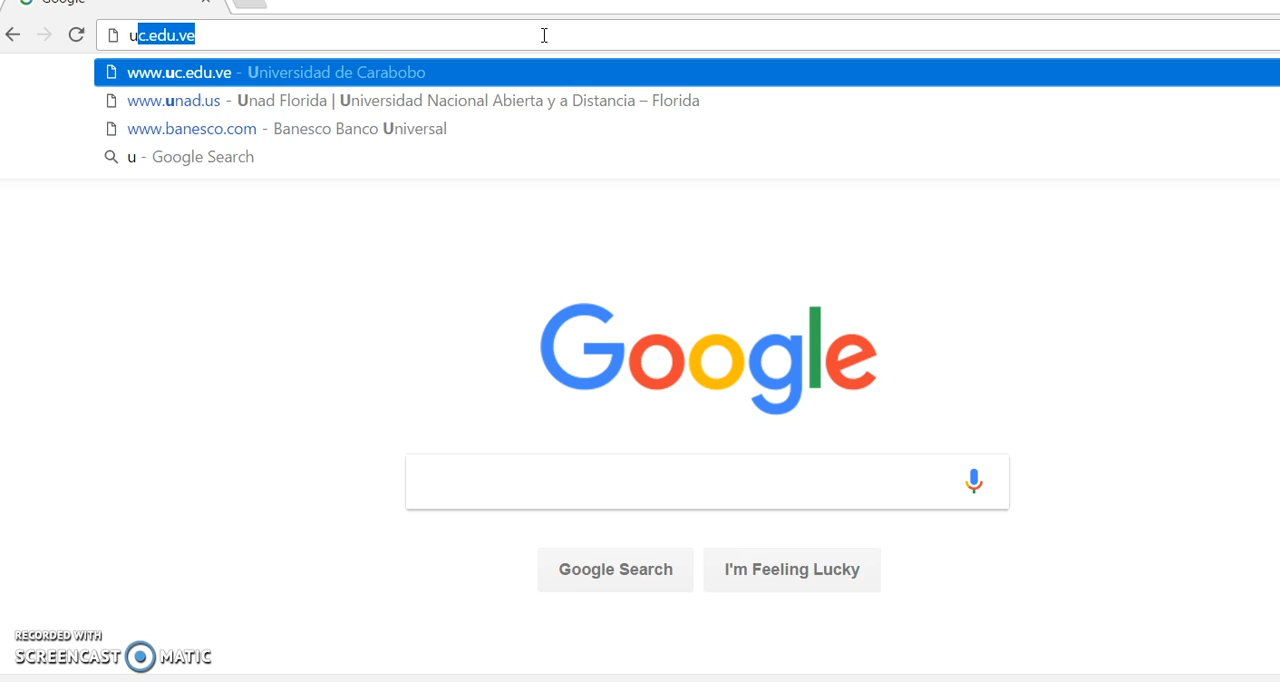 Google
uc.edu.ve
www.uc.edu.ve - Universidad de Carabobo
www.unad.us - Unad Florida | Universidad Nacional Abierta y a Distancia – Florida
www.banesco.com - Banesco Banco Universal
u - Google Search
Google
Google Search
I'm Feeling Lucky
RECORDED WITH
SCREENCAST MATIC